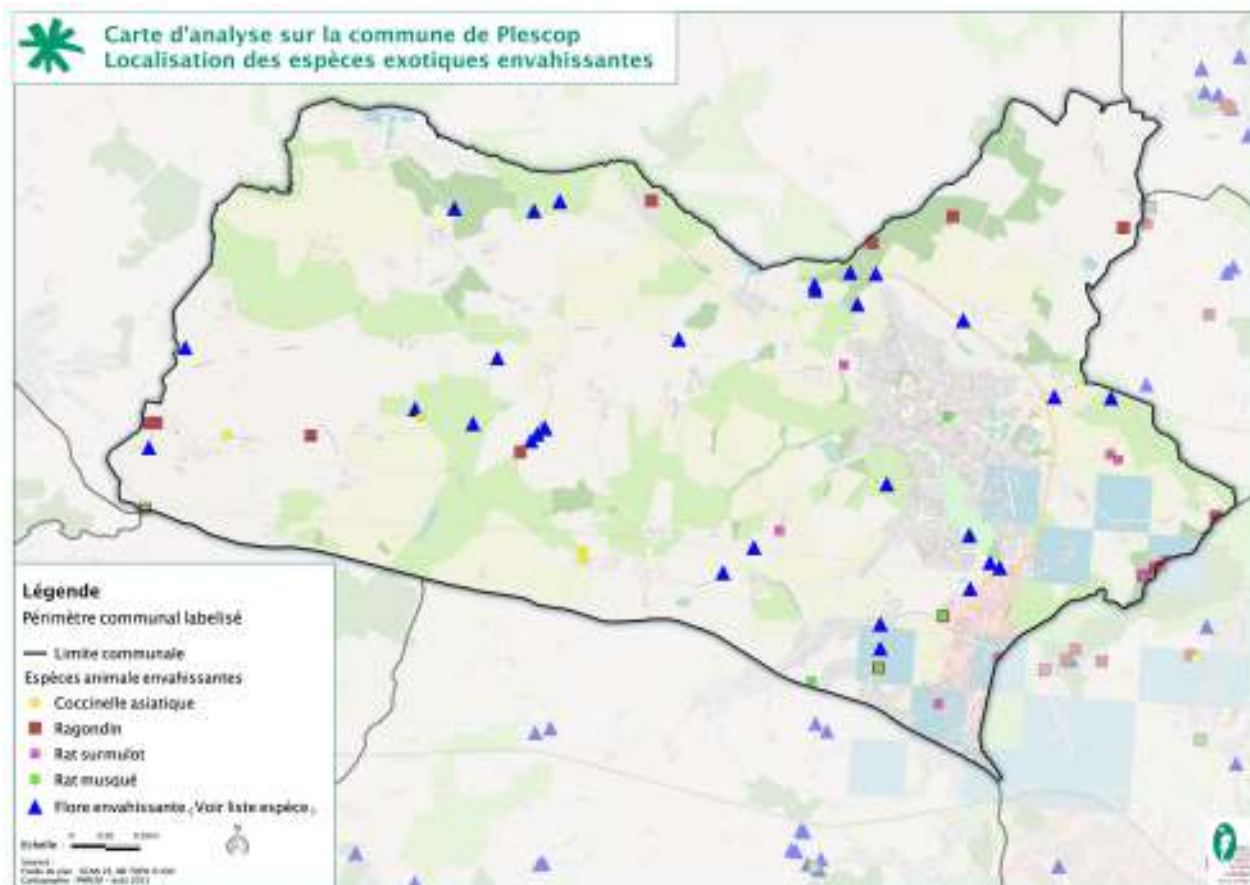 Carte d'analyse sur la commune de Plescop
Localisation des espèces exotiques envahissantes
Légende
Périmètre communal labelisé
Limite communale
Espèces animale envahissantes
Coccinelle asiatique
Ragondin
Rat surmulot
Rat musqué
Flore envahissante (Voir liste espèce)
Echelle
0